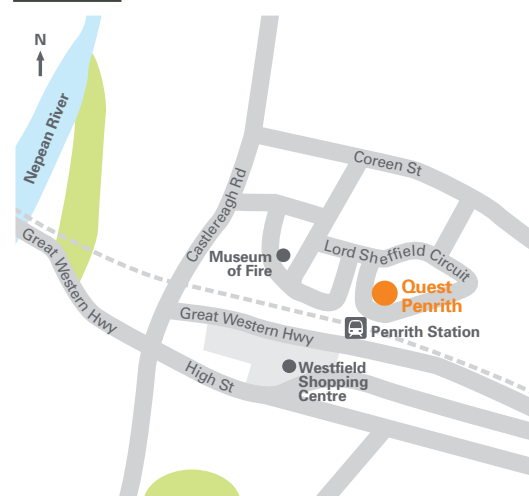 N
Nepean River
Coreen St
Castlereagh Rd
Lord Sheffield Circuit
Museum
of Fire
Great Western Hwy
Quest
Penrith
Great Western Hwy
Penrith Station
High St
Westfield
Shopping
Centre